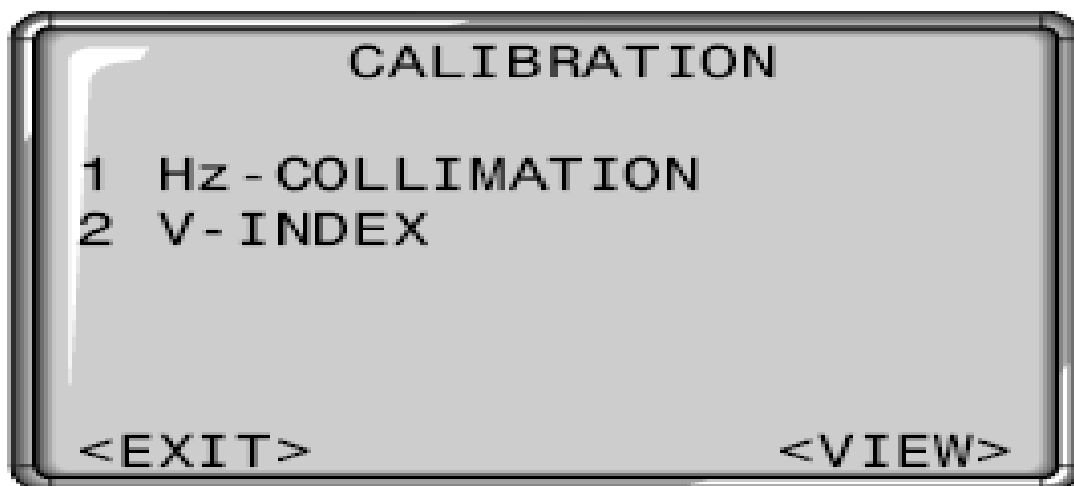 CALIBRATION
1 Hz-COLLIMATION
2 V-INDEX
<EXIT> <VIEW>